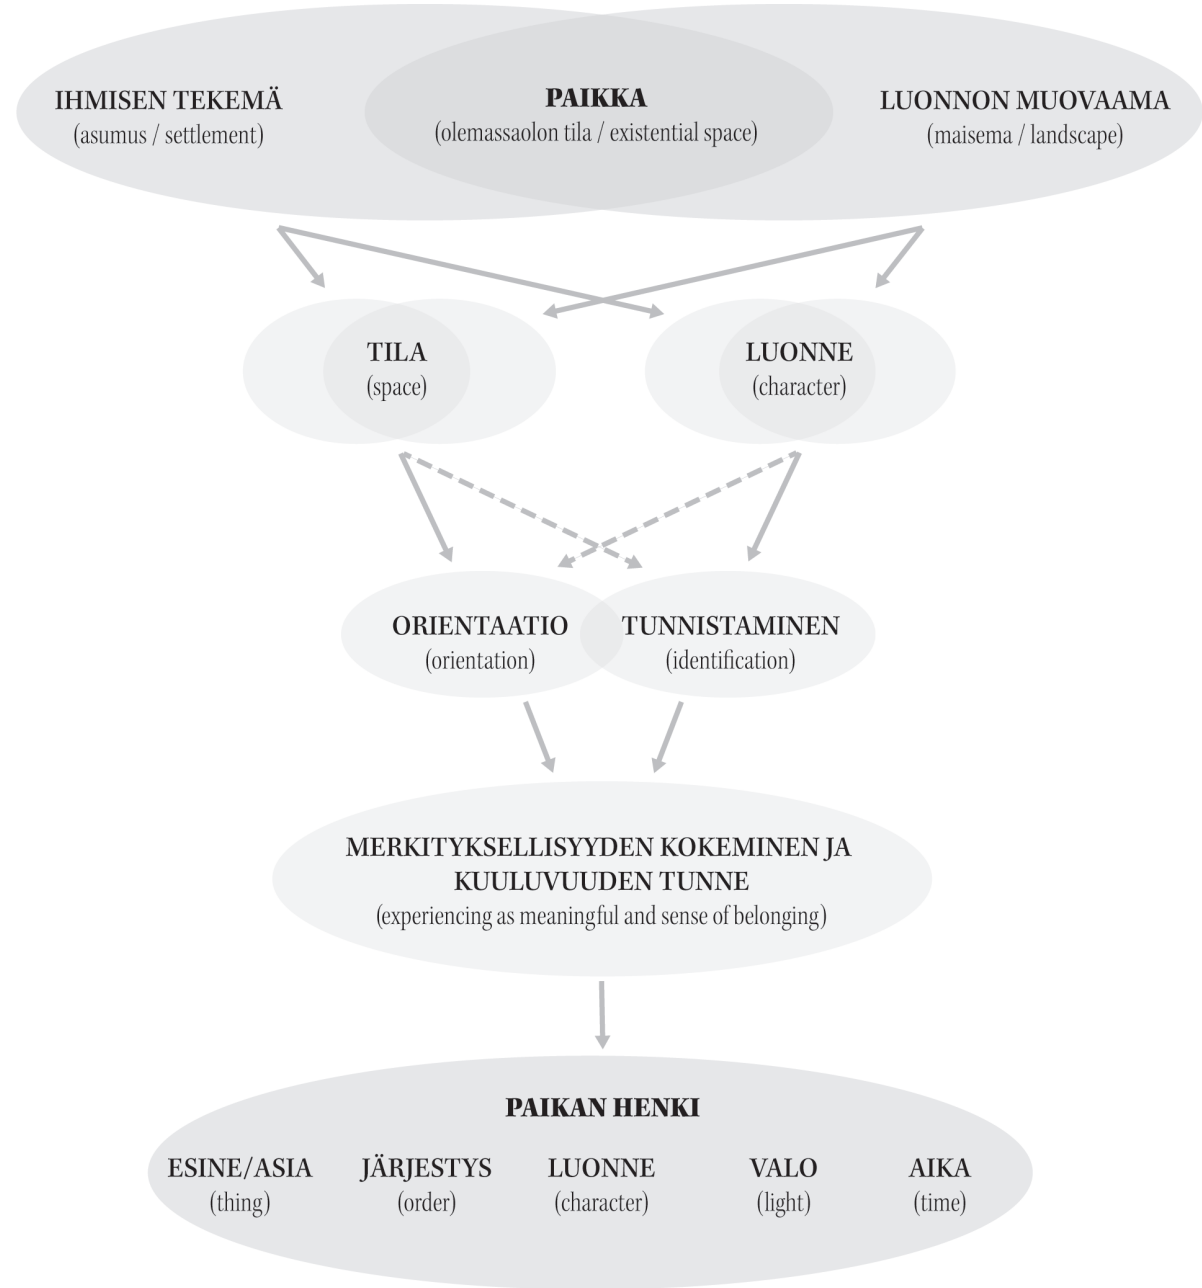 IHMISEN TEKEMÄ
(asumus / settlement)
PAIKKA
(olemassaolon tila / existential space)
LUONNON MUOVAAMA
(maisema / landscape)
TILA
(space)
LUONNE
(character)
ORIENTAATIO
(orientation)
TUNNISTAMINEN
(identification)
MERKITYKSELLISYYDEN KOKEMINEN JA
KUULUVUUDEN TUNNE
(experiencing as meaningful and sense of belonging)
PAIKAN HENKI
ESINE/ASIA
(thing)
JÄRJESTYS
(order)
LUONNE
(character)
VALO
(light)
AIKA
(time)